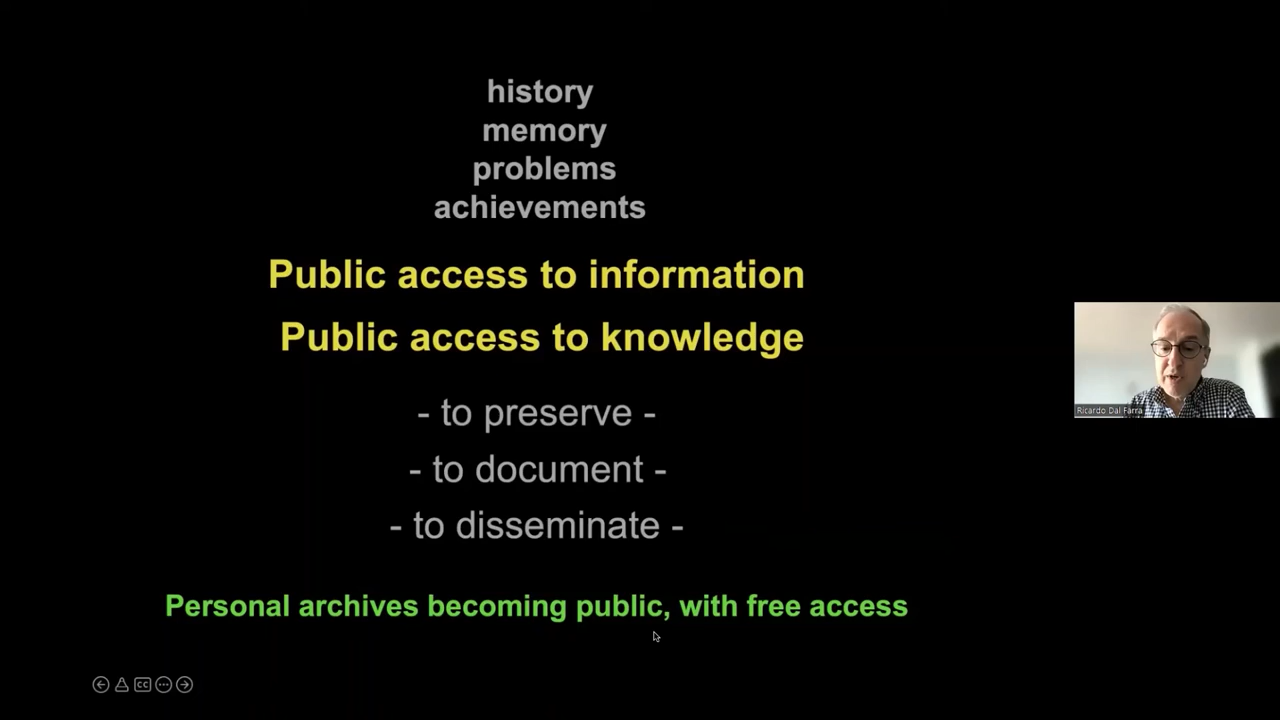 history
memory
problems
achievements
Public access to information
Public access to knowledge
- to preserve -
- to document -
- to disseminate -
Personal archives becoming public, with free access
Ricardo Dal Farra
CC